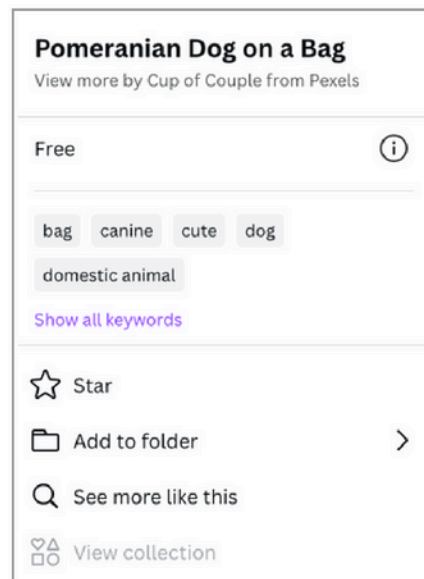 Pomeranian Dog on a Bag
View more by Cup of Couple from Pexels
Free
bag canine cute dog
domestic animal
Show all keywords
Star
Add to folder
See more like this
View collection